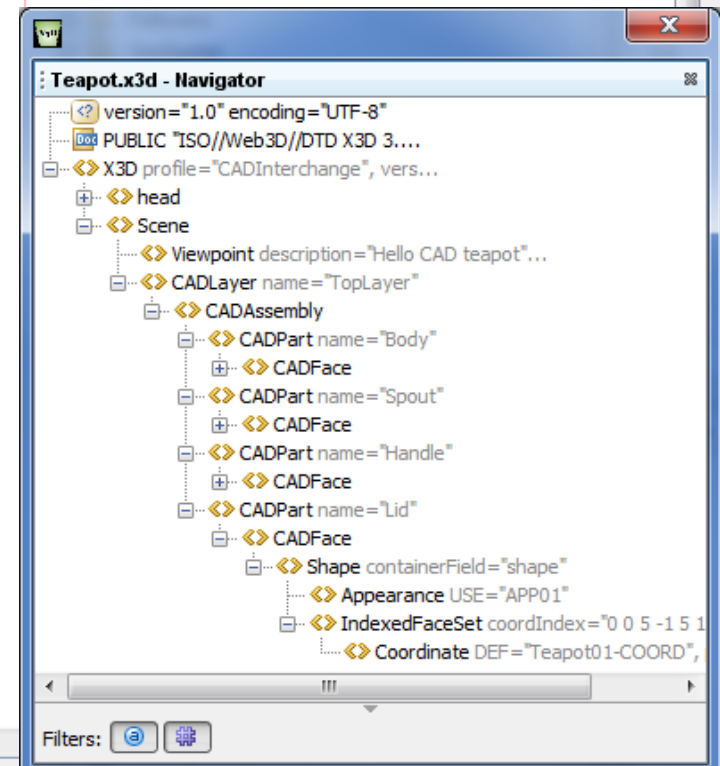 Teapot.x3d - Navigator
version="1.0" encoding="UTF-8"
PUBLIC "ISO//Web3D//DTD X3D 3....
X3D profile="CADInterchange", vers...
head
Scene
Viewpoint description="Hello CAD teapot"...
CADLayer name="TopLayer"
CADAssembly
CADPart name="Body"
CADFace
CADPart name="Spout"
CADFace
CADPart name="Handle"
CADFace
CADPart name="Lid"
CADFace
Shape containerField="shape"
Appearance USE="APP01"
IndexedFaceSet coordIndex="0 0 5 -1 5 1
Coordinate DEF="Teapot01-COORD",
Filters: